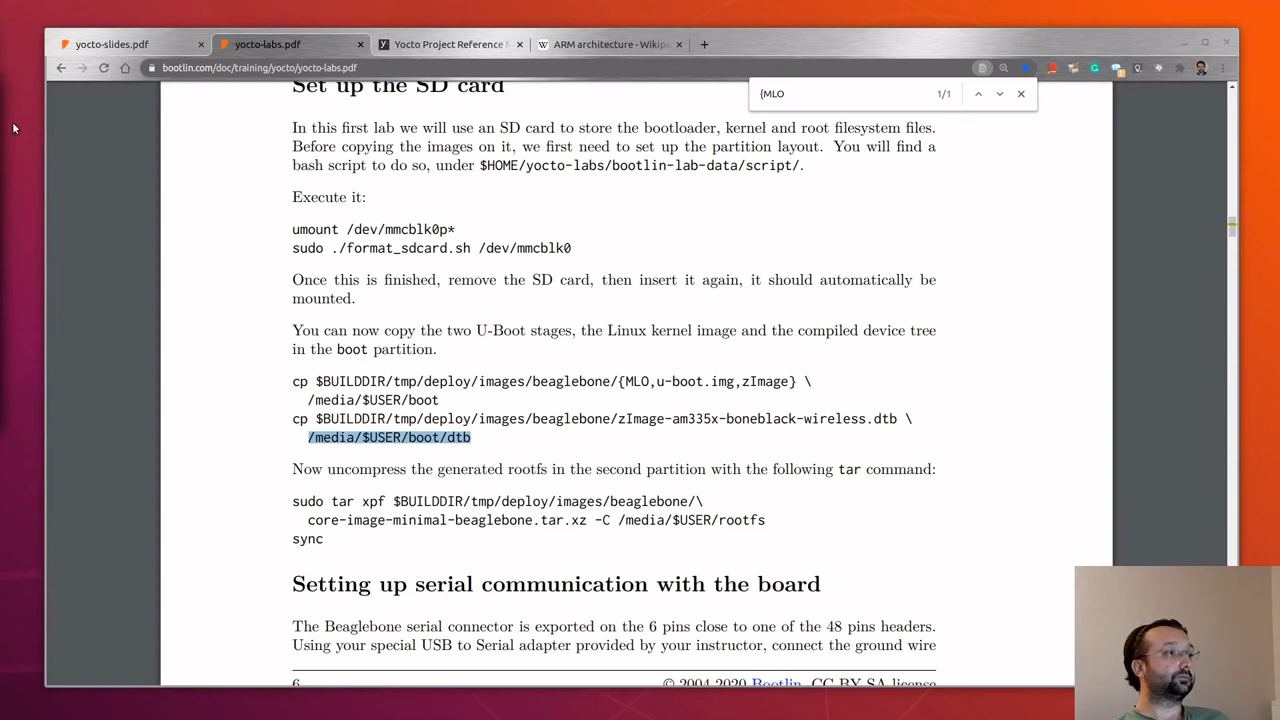 yocto-slides.pdf
yocto-labs.pdf
Yocto Project Reference
ARM architecture - Wikip
bootlin.com/doc/training/yocto/yocto-labs.pdf
{MLO
1/1
Set up the SD card
In this first lab we will use an SD card to store the bootloader, kernel and root filesystem files.
Before copying the images on it, we first need to set up the partition layout. You will find a
bash script to do so, under $HOME/yocto-labs/bootlin-lab-data/script/.
Execute it:
umount /dev/mmcblk0p*
sudo ./format_sdcard.sh /dev/mmcblk0
Once this is finished, remove the SD card, then insert it again, it should automatically be
mounted.
You can now copy the two U-Boot stages, the Linux kernel image and the compiled device tree
in the boot partition.
cp $BUILDDIR/tmp/deploy/images/beaglebone/{MLO,u-boot.img,zImage} \
/media/$USER/boot
cp $BUILDDIR/tmp/deploy/images/beaglebone/zImage-am335x-boneblack-wireless.dtb \
/media/$USER/boot/dtb
Now uncompress the generated rootfs in the second partition with the following tar command:
sudo tar xpf $BUILDDIR/tmp/deploy/images/beaglebone/\
core-image-minimal-beaglebone.tar.xz -C /media/$USER/rootfs
sync
Setting up serial communication with the board
The Beaglebone serial connector is exported on the 6 pins close to one of the 48 pins headers.
Using your special USB to Serial adapter provided by your instructor, connect the ground wire
6
© 2004-2020 Bootlin, CC BY-SA license